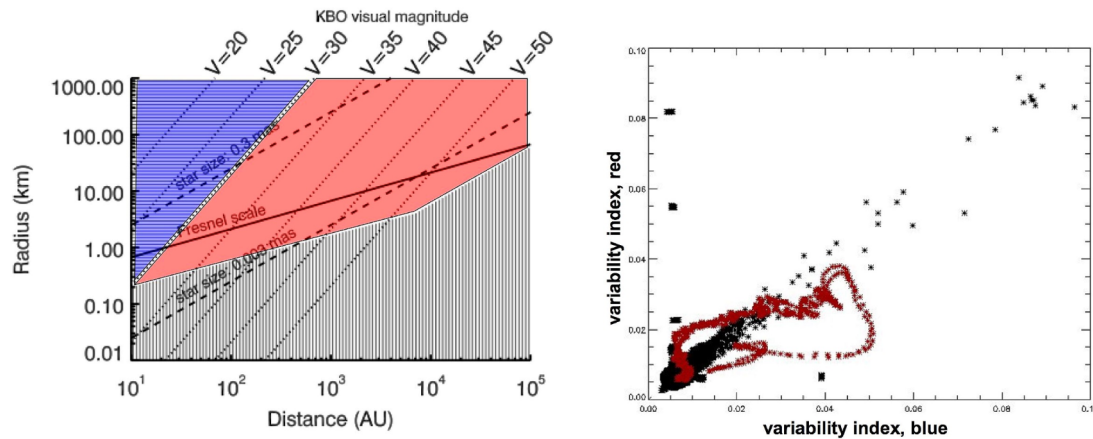 KBO visual magnitude
V=20
V=25
V=30
V=35
V=40
V=45
V=50
1000.00
100.00
10.00
1.00
0.10
0.01
Radius (km)
star size: 0.3 mas
Fresnel scale
star size: 0.003 mas
10¹
10²
10³
10⁴
10⁵
Distance (AU)
0.10
0.08
0.06
0.04
0.02
0.00
variability index, red
0.00
0.02
0.04
0.06
0.08
0.1
variability index, blue